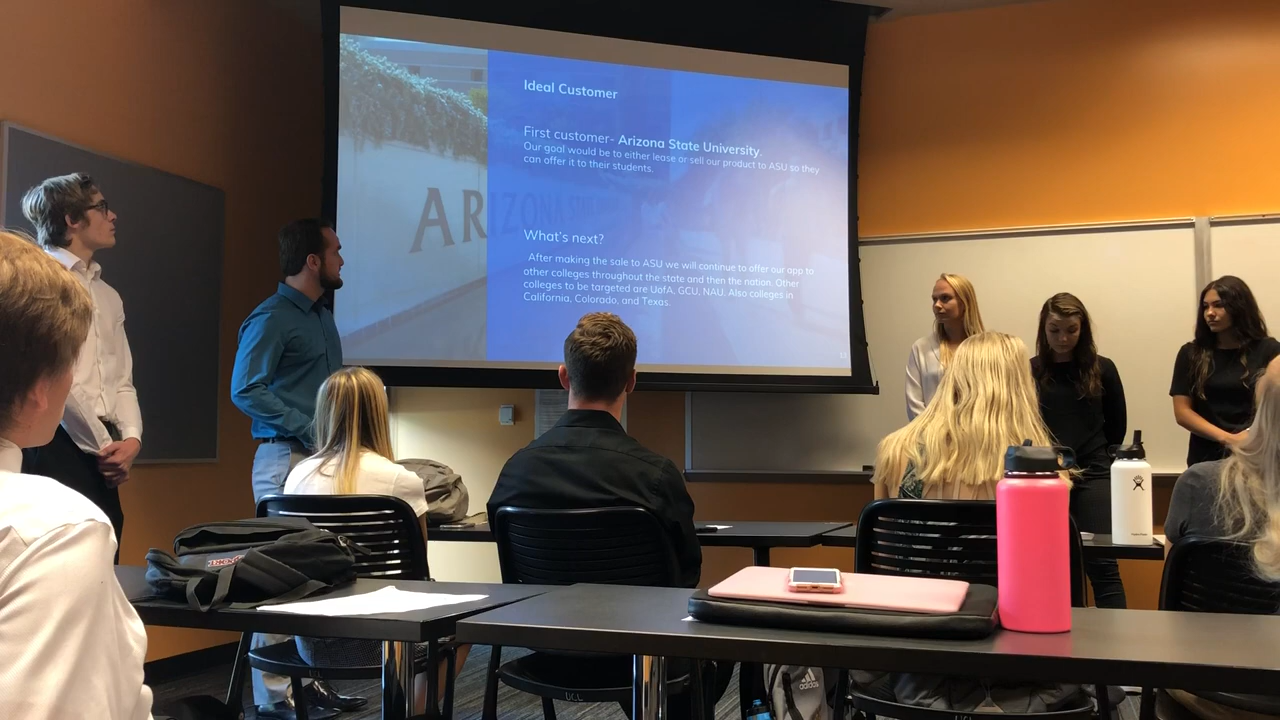 Ideal Customer
First customer- Arizona State University.
Our goal would be to either lease or sell our product to ASU so they
can offer it to their students.
ARIZONA STATE
What's next?
After making the sale to ASU we will continue to offer our app to
other colleges throughout the state and then the nation. Other
colleges to be targeted are UofA, GCU, NAU. Also colleges in
California, Colorado, and Texas.
adidas